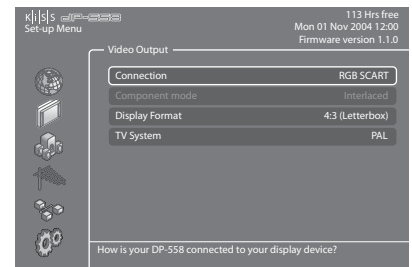 KiSS DP-558
113 Hrs free
Set-up Menu
Mon 01 Nov 2004 12:00
Firmware version 1.1.0
Video Output
Connection RGB SCART
Component mode Interlaced
Display Format 4:3 (Letterbox)
TV System PAL
How is your DP-558 connected to your display device?